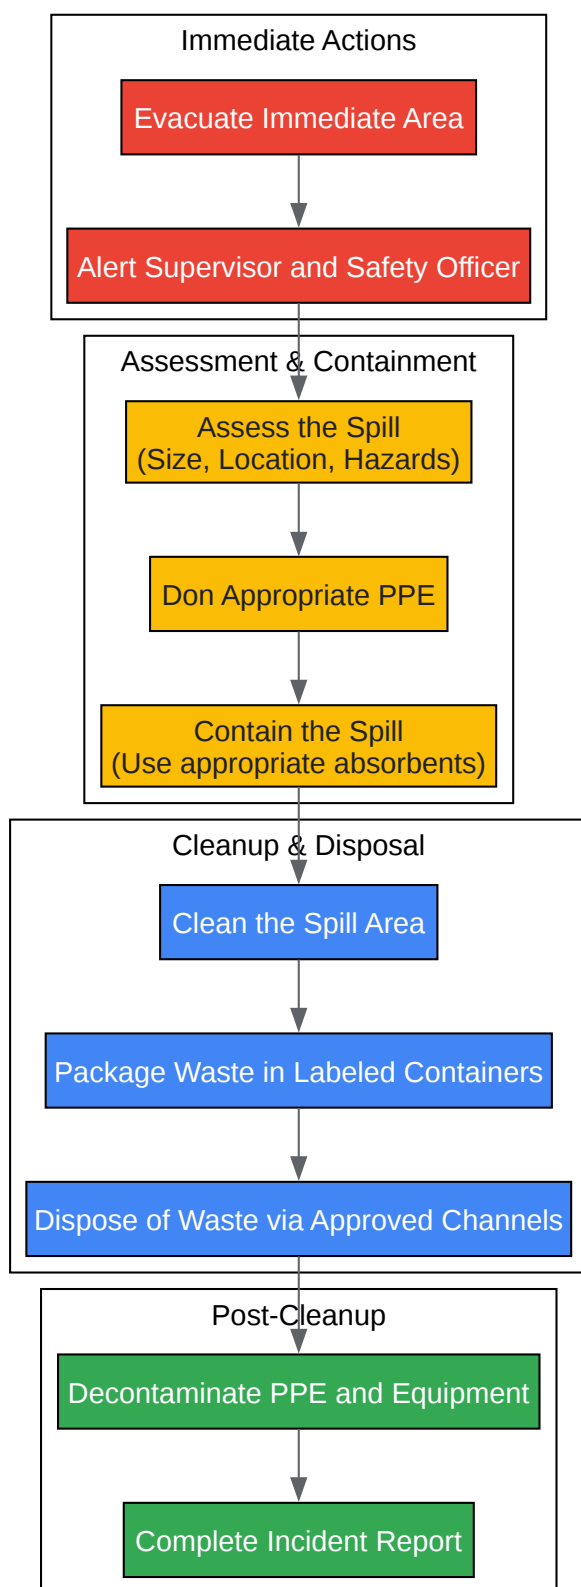 Immediate Actions
Evacuate Immediate Area
Alert Supervisor and Safety Officer
Assessment & Containment
Assess the Spill
(Size, Location, Hazards)
Don Appropriate PPE
Contain the Spill
(Use appropriate absorbents)
Cleanup & Disposal
Clean the Spill Area
Package Waste in Labeled Containers
Dispose of Waste via Approved Channels
Post-Cleanup
Decontaminate PPE and Equipment
Complete Incident Report